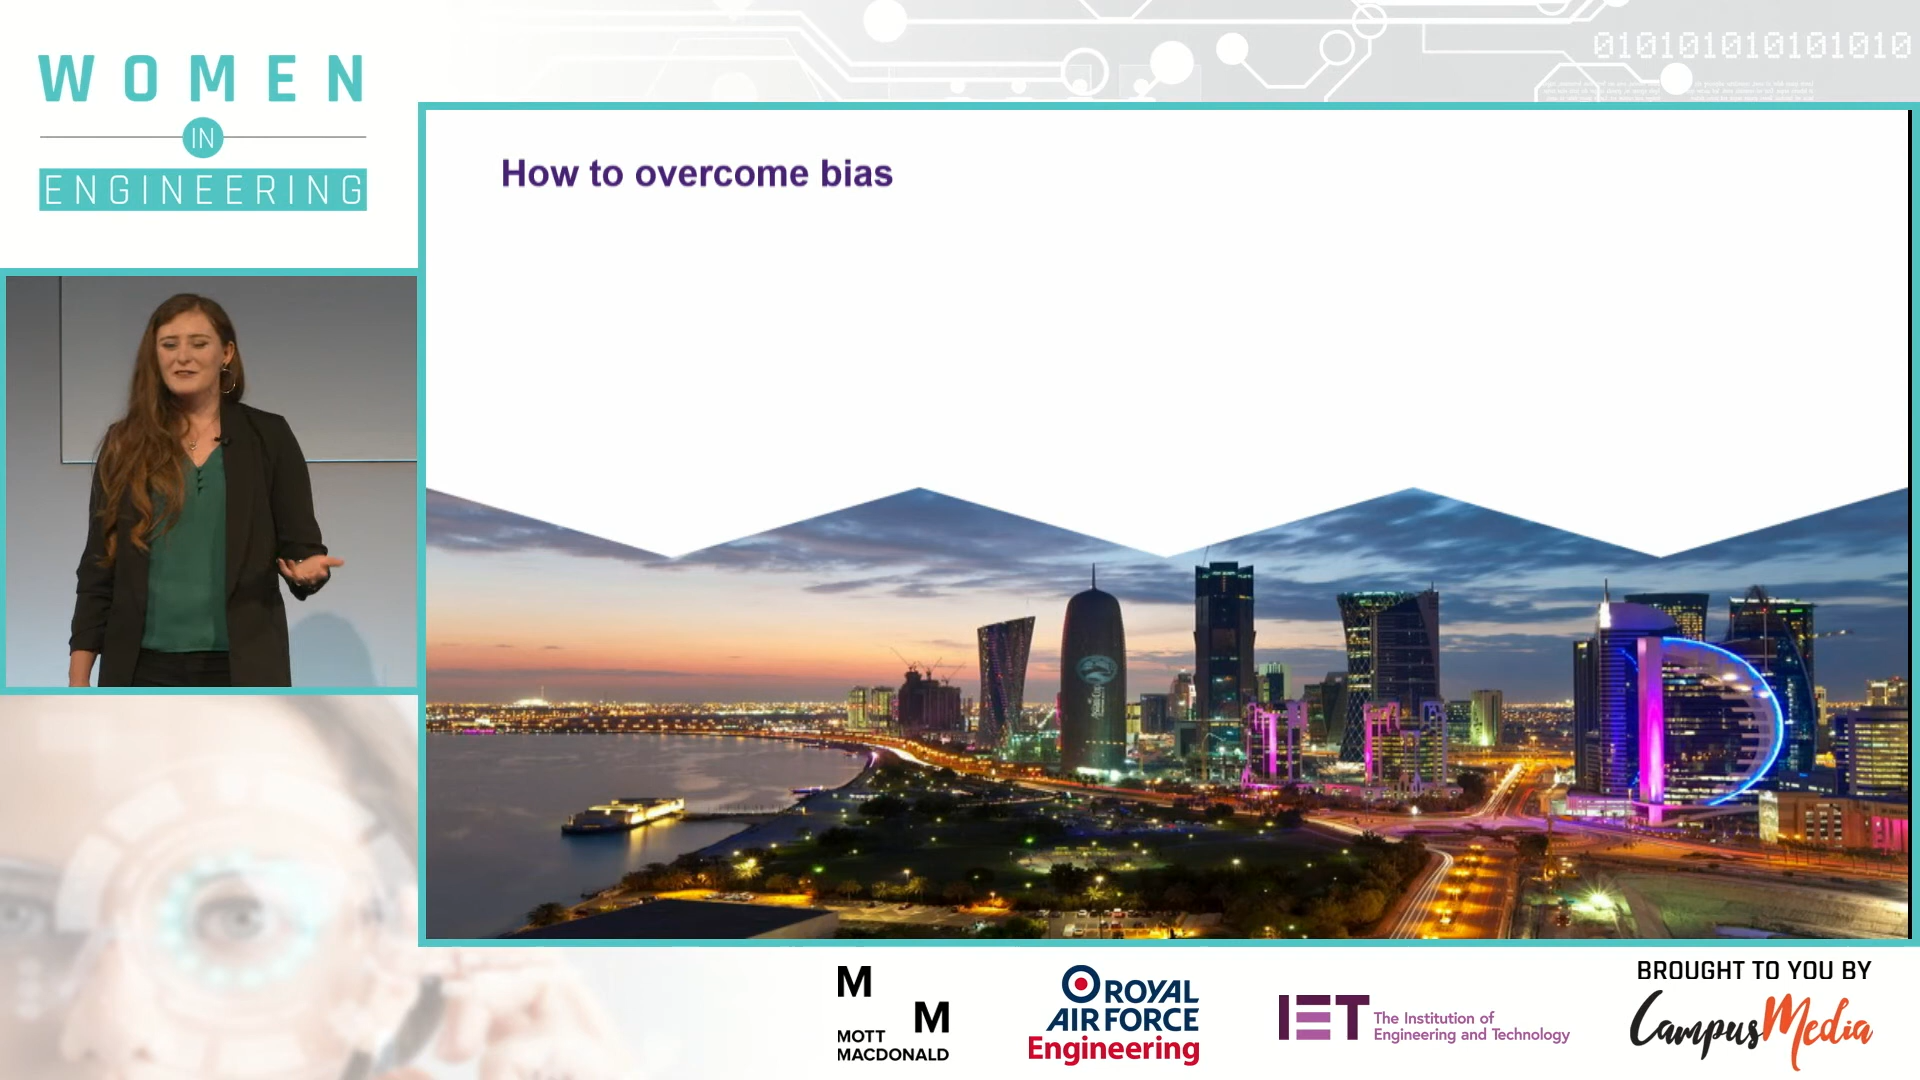 WOMEN
IN
ENGINEERING
010101010101010
How to overcome bias
M
M
MOTT
MACDONALD
ROYAL
AIR FORCE
Engineering
IET The Institution of
Engineering and Technology
BROUGHT TO YOU BY
CampusMedia